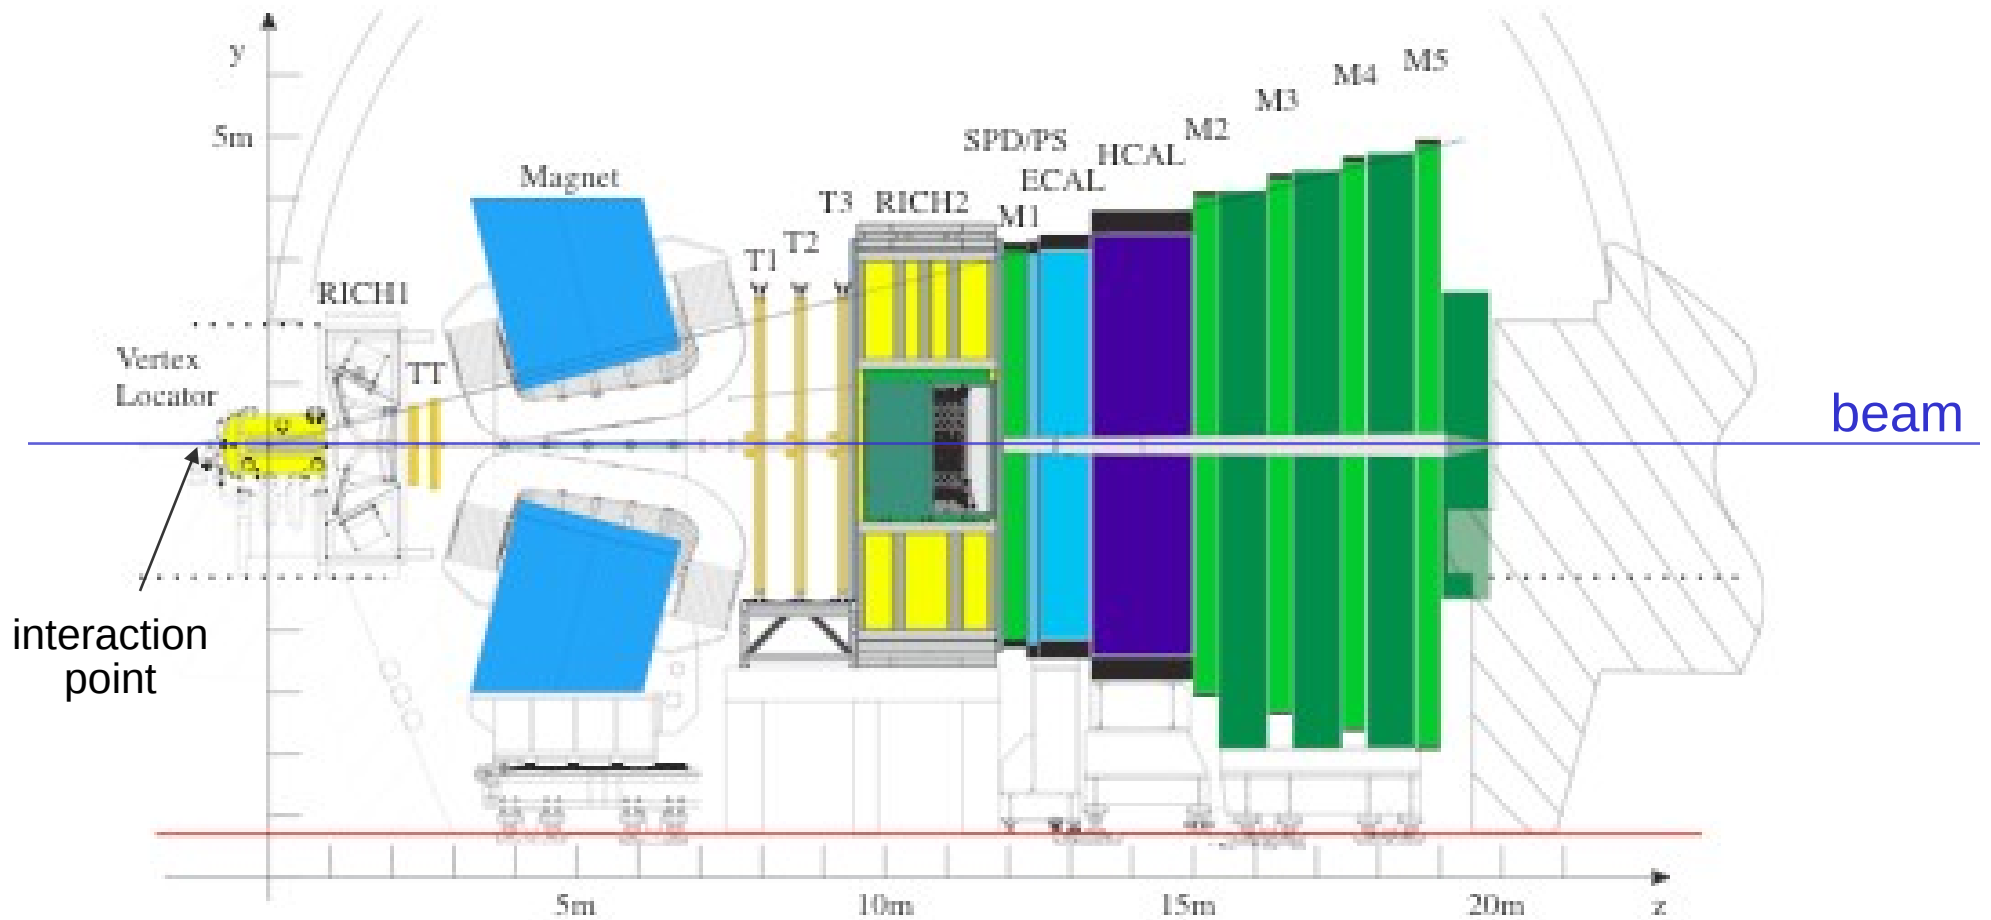 y
5m
Magnet
RICH1
Vertex
Locator
TT
T1
T2
T3
RICH2
M1
SPD/PS
ECAL
HCAL
M2
M3
M4
M5
beam
interaction
point
5m
10m
15m
20m
z